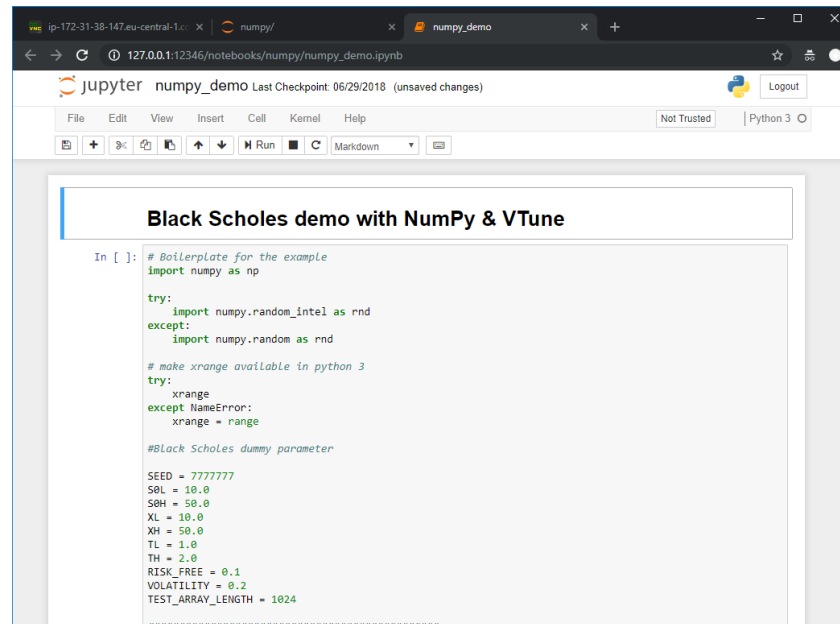 ip-172-31-38-147.eu-central-1.c
numpy/
numpy_demo
127.0.0.1:12346/notebooks/numpy/numpy_demo.ipynb
jupyter numpy_demo Last Checkpoint: 06/29/2018 (unsaved changes)
Logout
File Edit View Insert Cell Kernel Help
Not Trusted
Python 3
Run
Markdown
Black Scholes demo with NumPy & VTune
In [ ]:
# Boilerplate for the example
import numpy as np
try:
import numpy.random_intel as rnd
except:
import numpy.random as rnd
# make xrange available in python 3
try:
xrange
except NameError:
xrange = range
#Black Scholes dummy parameter
SEED = 7777777
S0L = 10.0
S0H = 50.0
XL = 10.0
XH = 50.0
TL = 1.0
TH = 2.0
RISK_FREE = 0.1
VOLATILITY = 0.2
TEST_ARRAY_LENGTH = 1024